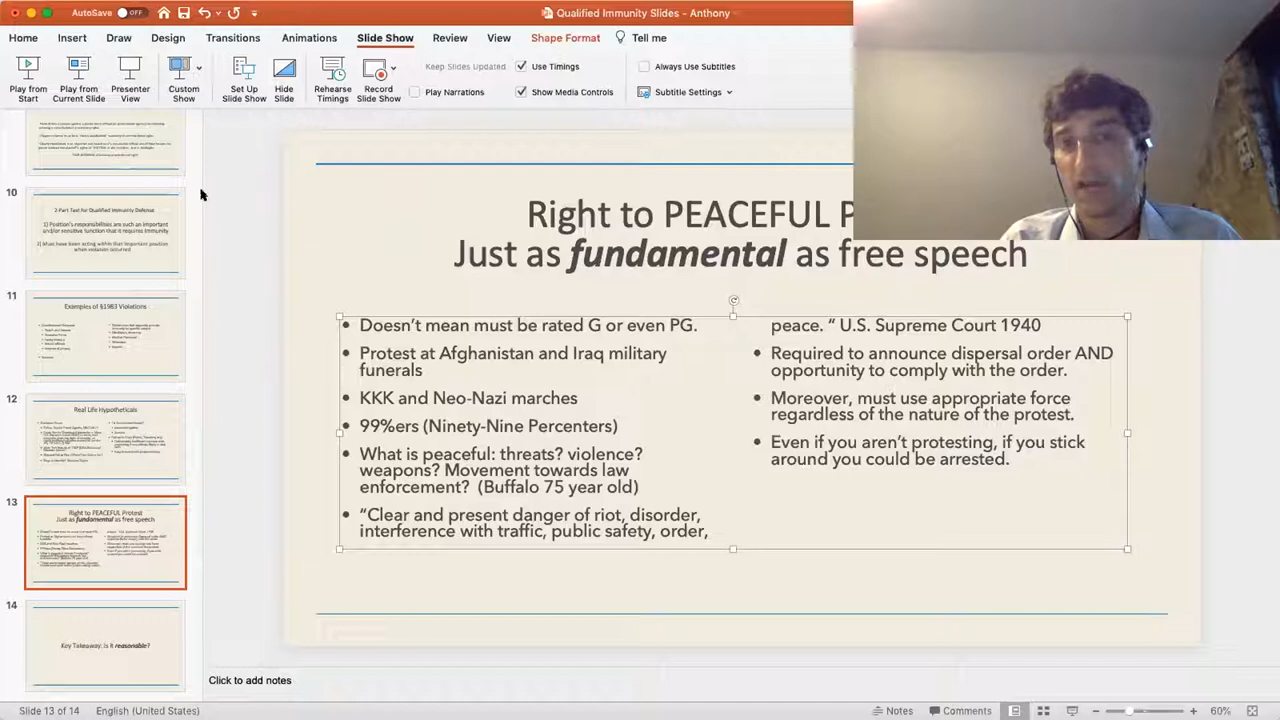 AutoSave OFF
Qualified Immunity Slides - Anthony
Home Insert Draw Design Transitions Animations Slide Show Review View Shape Format Tell me
Play from Start
Play from Current Slide
Presenter View
Custom Show
Set Up Slide Show
Hide Slide
Rehearse Timings
Record Slide Show
Keep Slides Updated
Use Timings
Play Narrations
Show Media Controls
Always Use Subtitles
Subtitle Settings
10
2-Part Test for Qualified Immunity Defense
1) Position's responsibilities are such an important
and/or sensitive function that it requires immunity
2) Must have been acting within that important position
when violation occurred
11
Examples of §1983 Violations
12
Real Life Hypotheticals
13
Right to PEACEFUL Protest
Just as fundamental as free speech
14
Key Takeaway: Is it reasonable?
Right to PEACEFUL P
Just as fundamental as free speech
• Doesn't mean must be rated G or even PG.
• Protest at Afghanistan and Iraq military
funerals
• KKK and Neo-Nazi marches
• 99%ers (Ninety-Nine Percenters)
• What is peaceful: threats? violence?
weapons? Movement towards law
enforcement? (Buffalo 75 year old)
• “Clear and present danger of riot, disorder,
interference with traffic, public safety, order,
peace. “ U.S. Supreme Court 1940
• Required to announce dispersal order AND
opportunity to comply with the order.
• Moreover, must use appropriate force
regardless of the nature of the protest.
• Even if you aren't protesting, if you stick
around you could be arrested.
Click to add notes
Slide 13 of 14 English (United States) Notes Comments 60%